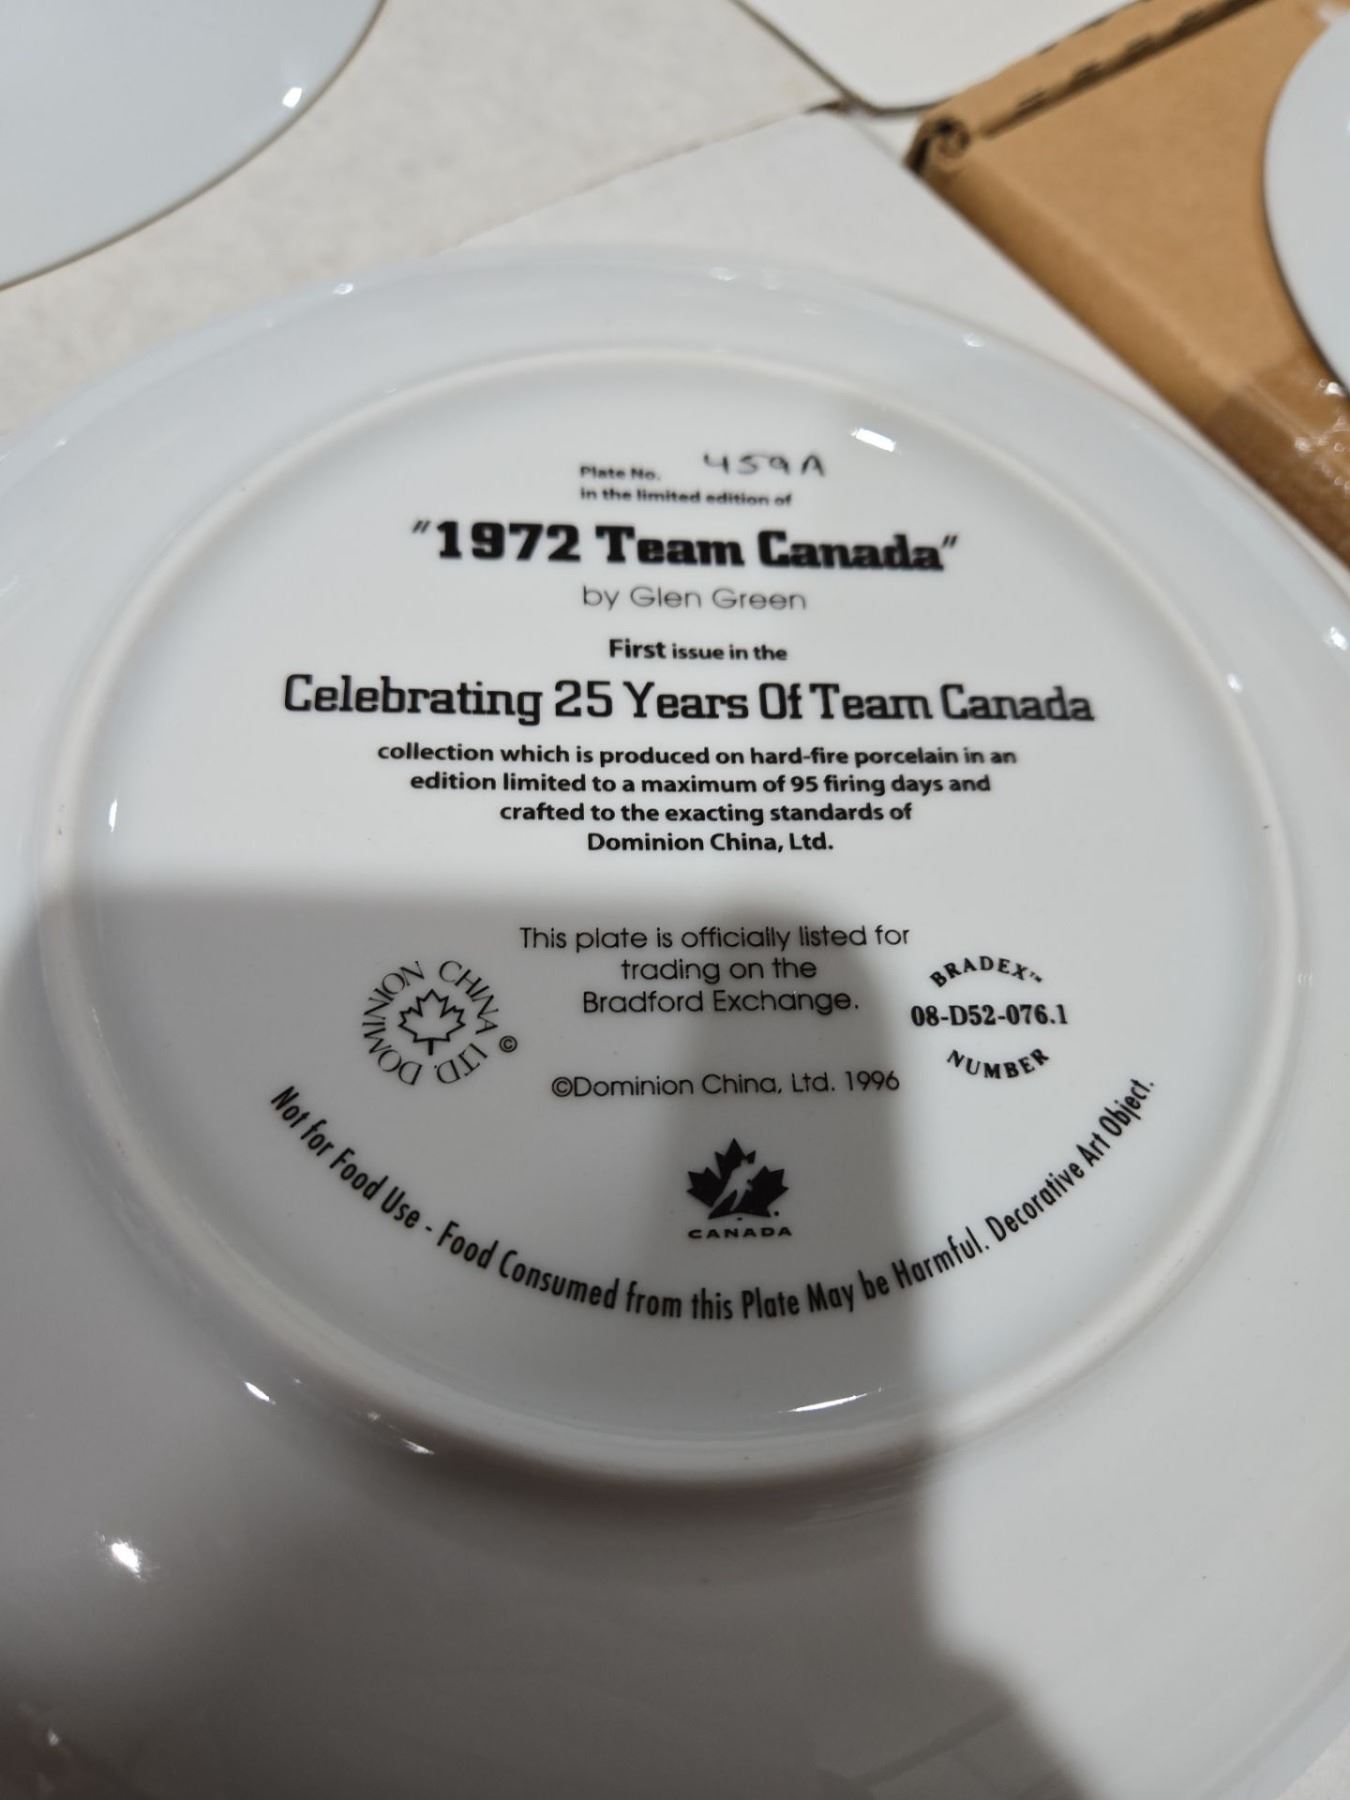 Plate No. 459A
in the limited edition of
"1972 Team Canada"
by Glen Green
First issue in the
Celebrating 25 Years Of Team Canada
collection which is produced on hard-fire porcelain in an
edition limited to a maximum of 95 firing days and
crafted to the exacting standards of
Dominion China, Ltd.
This plate is officially listed for
trading on the
Bradford Exchange.
DOMINION CHINA LTD. ©
BRADEX™
08-D52-076.1
NUMBER
©Dominion China, Ltd. 1996
CANADA
Not for Food Use - Food Consumed from this Plate May be Harmful. Decorative Art Object.